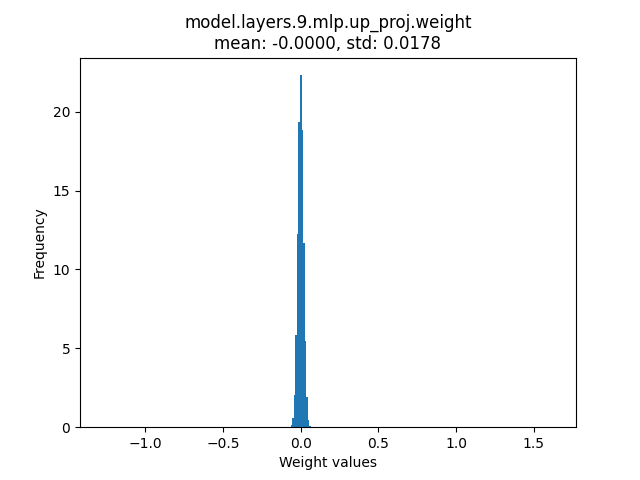 model.layers.9.mlp.up_proj.weight
mean: -0.0000, std: 0.0178
Frequency
20
15
10
5
0
−1.0 −0.5 0.0 0.5 1.0 1.5
Weight values